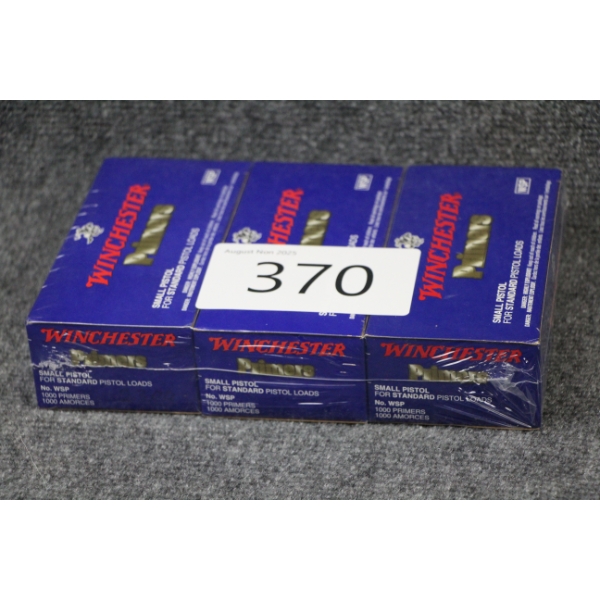 WINCHESTER
Primers
SMALL PISTOL
FOR STANDARD PISTOL LOADS
WSP
WINCHESTER
Primers
WSP
WINCHESTER
Primers
SMALL PISTOL
FOR STANDARD PISTOL LOADS
WSP
370
WINCHESTER
Primers
SMALL PISTOL
FOR STANDARD PISTOL LOADS
No. WSP
1000 PRIMERS
1000 AMORCES
WINCHESTER
Primers
SMALL PISTOL
FOR STANDARD PISTOL LOADS
No. WSP
1000 PRIMERS
1000 AMORCES
WINCHESTER
Primers
SMALL PISTOL
FOR STANDARD PISTOL LOADS
No. WSP
1000 PRIMERS
1000 AMORCES